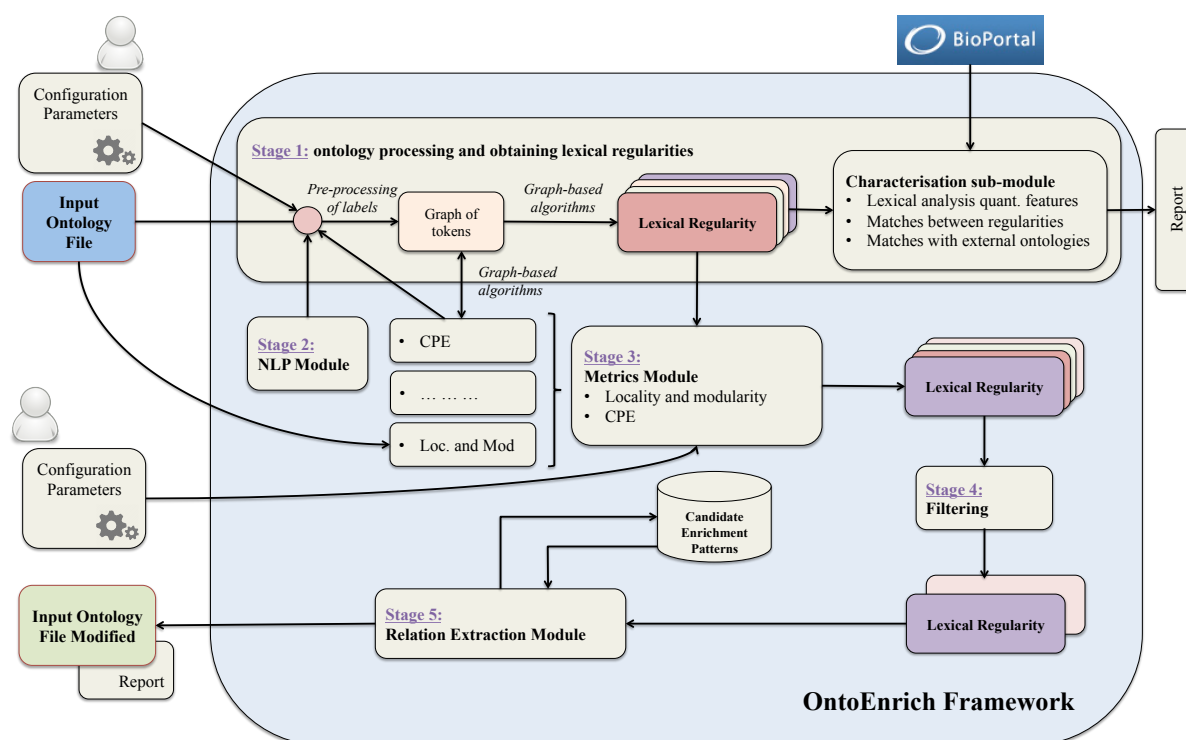 BioPortal
Configuration
Parameters
Stage 1: ontology processing and obtaining lexical regularities
Pre-processing
of labels
Graph-based
algorithms
Input
Ontology
File
Graph of
tokens
Lexical Regularity
Characterisation sub-module
• Lexical analysis quant. features
• Matches between regularities
• Matches with external ontologies
Report
Graph-based
algorithms
Stage 2:
NLP Module
• CPE
• … … …
• Loc. and Mod
Stage 3:
Metrics Module
• Locality and modularity
• CPE
Lexical Regularity
Configuration
Parameters
Stage 4:
Filtering
Candidate
Enrichment
Patterns
Input Ontology
File Modified
Report
Stage 5:
Relation Extraction Module
Lexical Regularity
OntoEnrich Framework